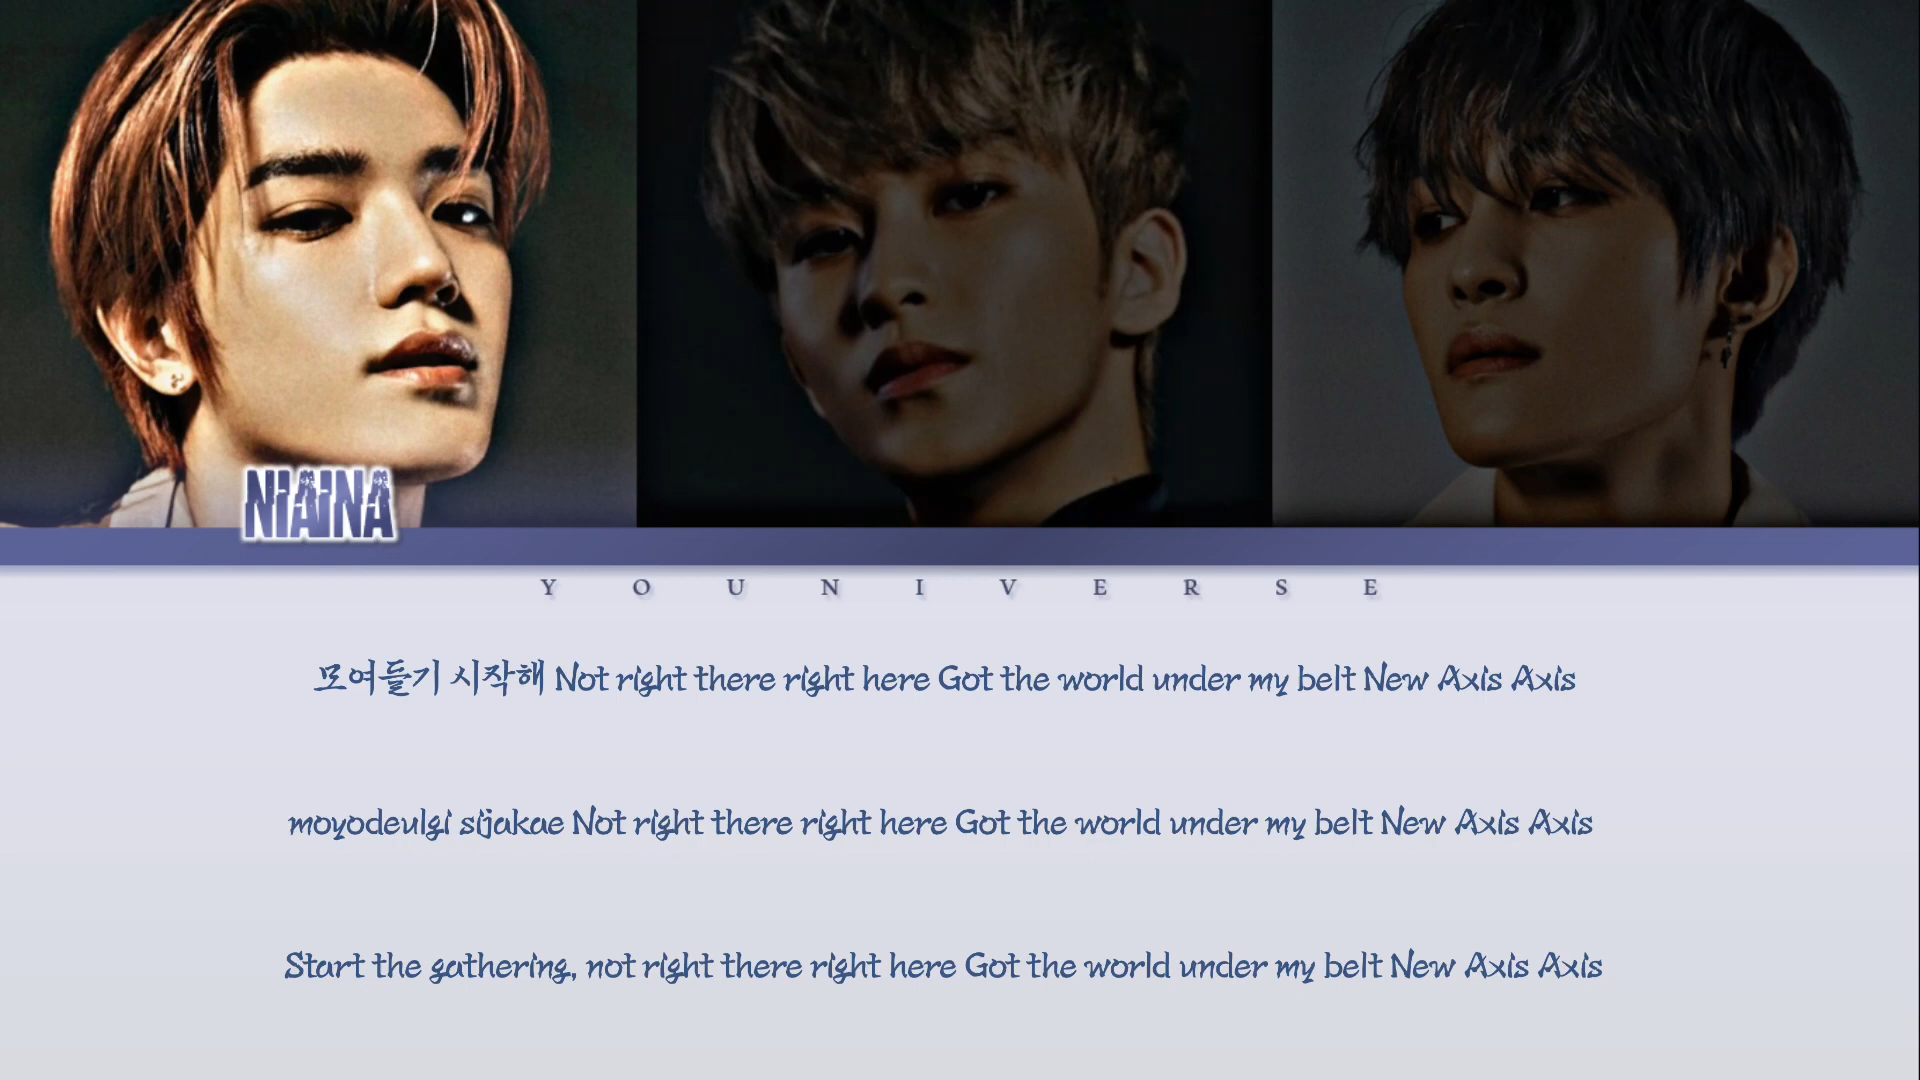 NIAINA
YOUNIVERSE
모여들기 시작해 Not right there right here Got the world under my belt New Axis Axis
moyodeulgi sijakae Not right there right here Got the world under my belt New Axis Axis
Start the gathering, not right there right here Got the world under my belt New Axis Axis